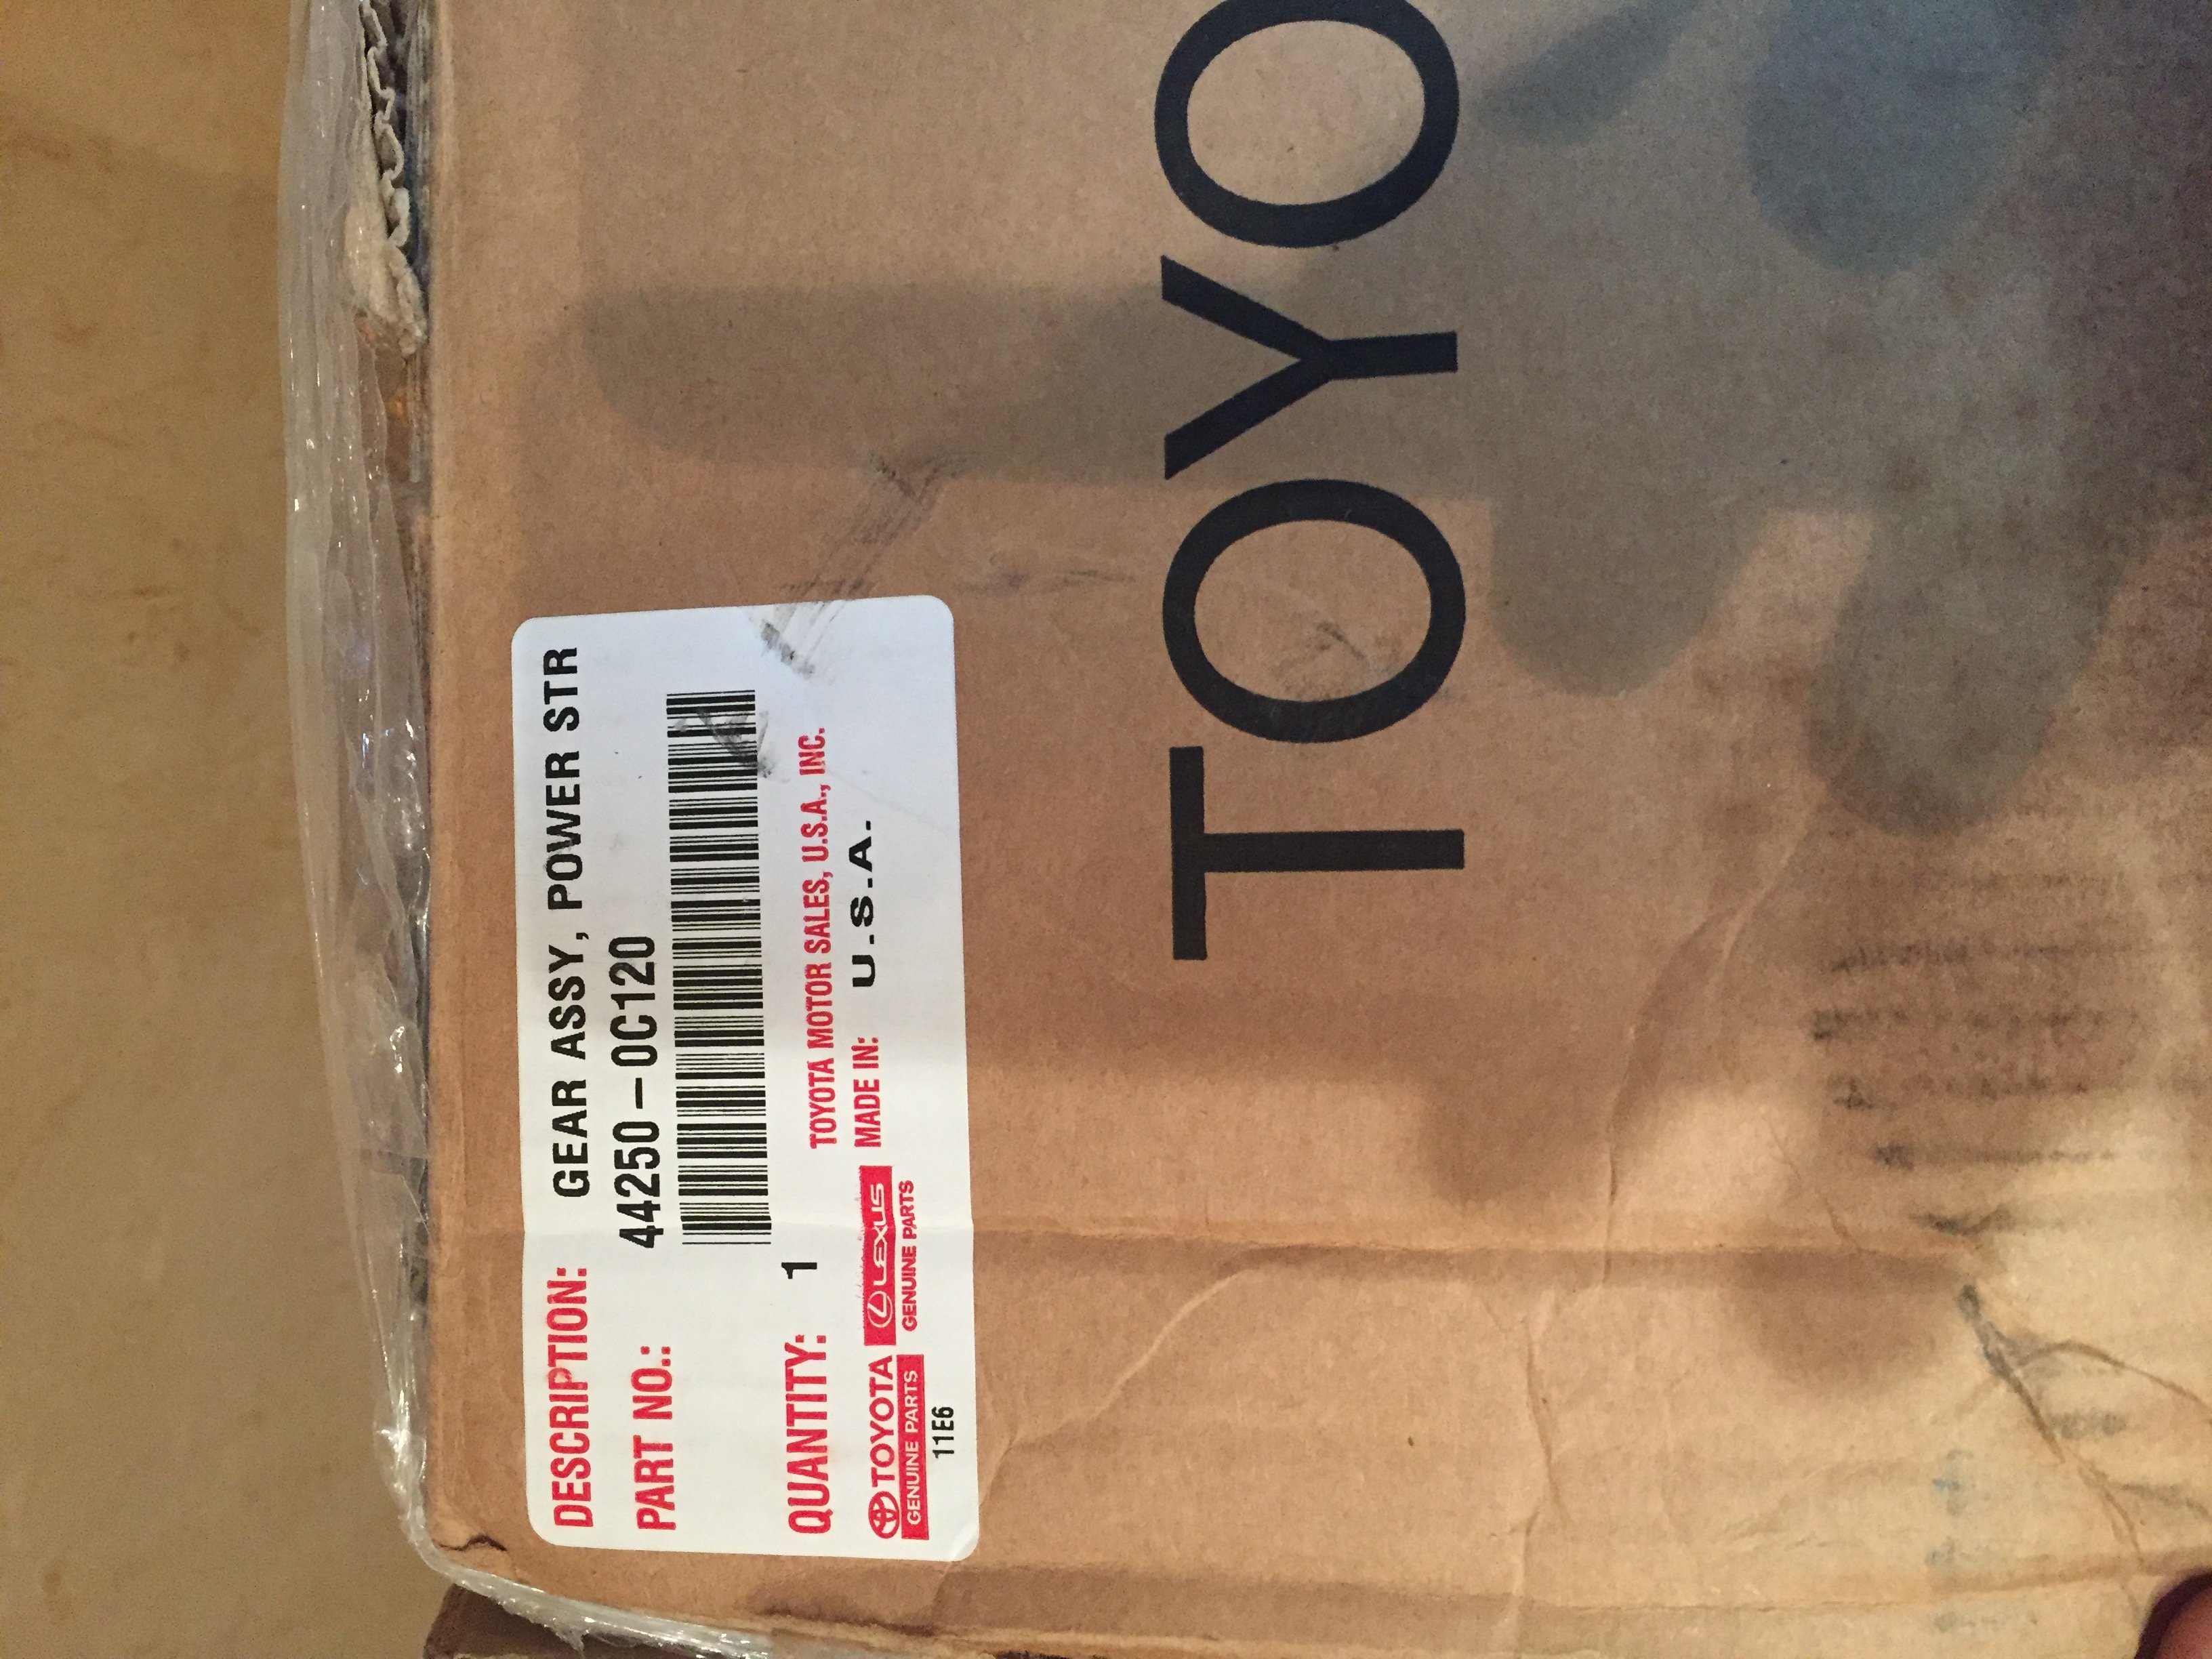 DESCRIPTION: GEAR ASSY, POWER STR
PART NO.: 44250-0C120
QUANTITY: 1
TOYOTA MOTOR SALES, U.S.A., INC.
MADE IN: U.S.A.
TOYOTA
GENUINE PARTS
LEXUS
GENUINE PARTS
11E6
TOYO